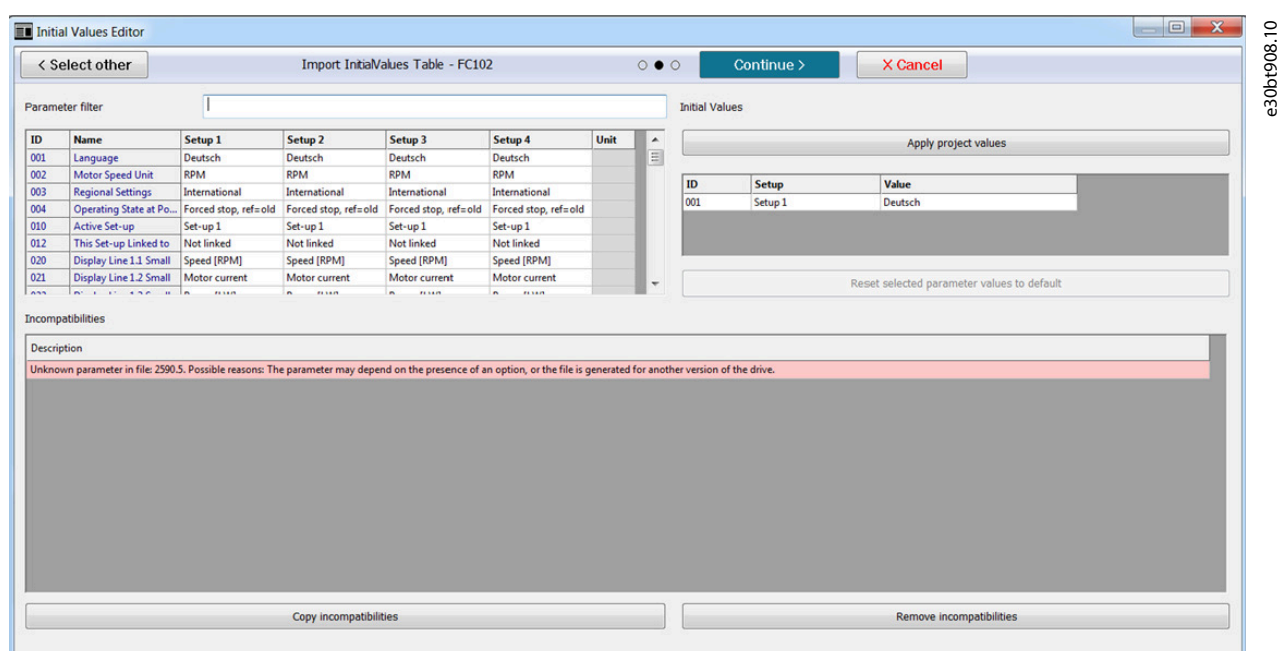 Initial Values Editor
< Select other
Import InitialValues Table - FC102
Continue >
X Cancel
e30bt908.10
Parameter filter
Initial Values
ID Name Setup 1 Setup 2 Setup 3 Setup 4 Unit
001 Language Deutsch Deutsch Deutsch Deutsch
002 Motor Speed Unit RPM RPM RPM RPM
003 Regional Settings International International International International
004 Operating State at Po... Forced stop, ref=old Forced stop, ref=old Forced stop, ref=old Forced stop, ref=old
010 Active Set-up Set-up 1 Set-up 1 Set-up 1 Set-up 1
012 This Set-up Linked to Not linked Not linked Not linked Not linked
020 Display Line 1.1 Small Speed [RPM] Speed [RPM] Speed [RPM] Speed [RPM]
021 Display Line 1.2 Small Motor current Motor current Motor current Motor current
Apply project values
ID Setup Value
001 Setup 1 Deutsch
Reset selected parameter values to default
Incompatibilities
Description
Unknown parameter in file: 2590.5. Possible reasons: The parameter may depend on the presence of an option, or the file is generated for another version of the drive.
Copy incompatibilities
Remove incompatibilities